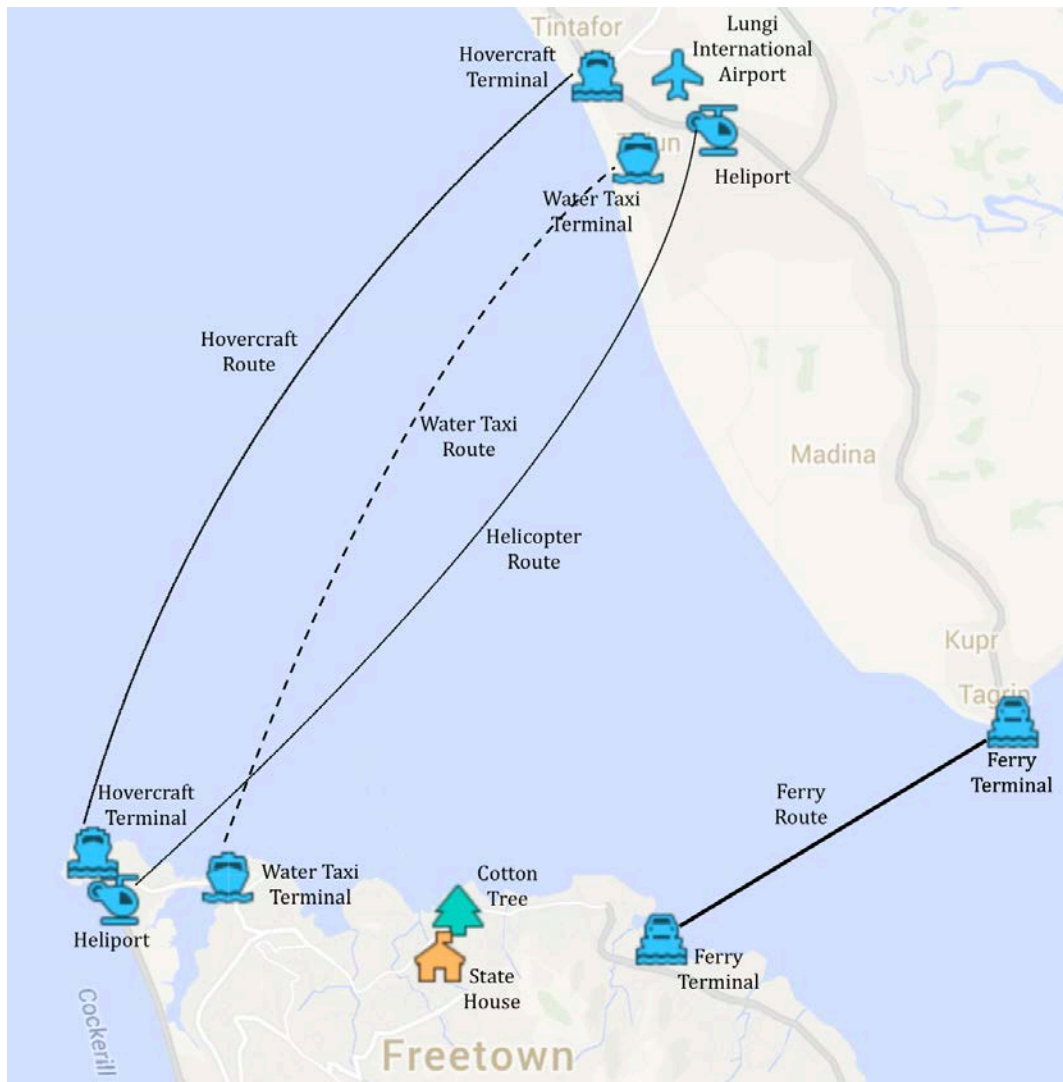 Tintafor
Lungi
International
Airport
Hovercraft
Terminal
Heliport
Water Taxi
Terminal
Hovercraft
Route
Water Taxi
Route
Madina
Helicopter
Route
Kupr
Tagrin
Ferry
Terminal
Ferry
Route
Hovercraft
Terminal
Water Taxi
Terminal
Cotton
Tree
Heliport
State
House
Ferry
Terminal
Cockerill
Freetown